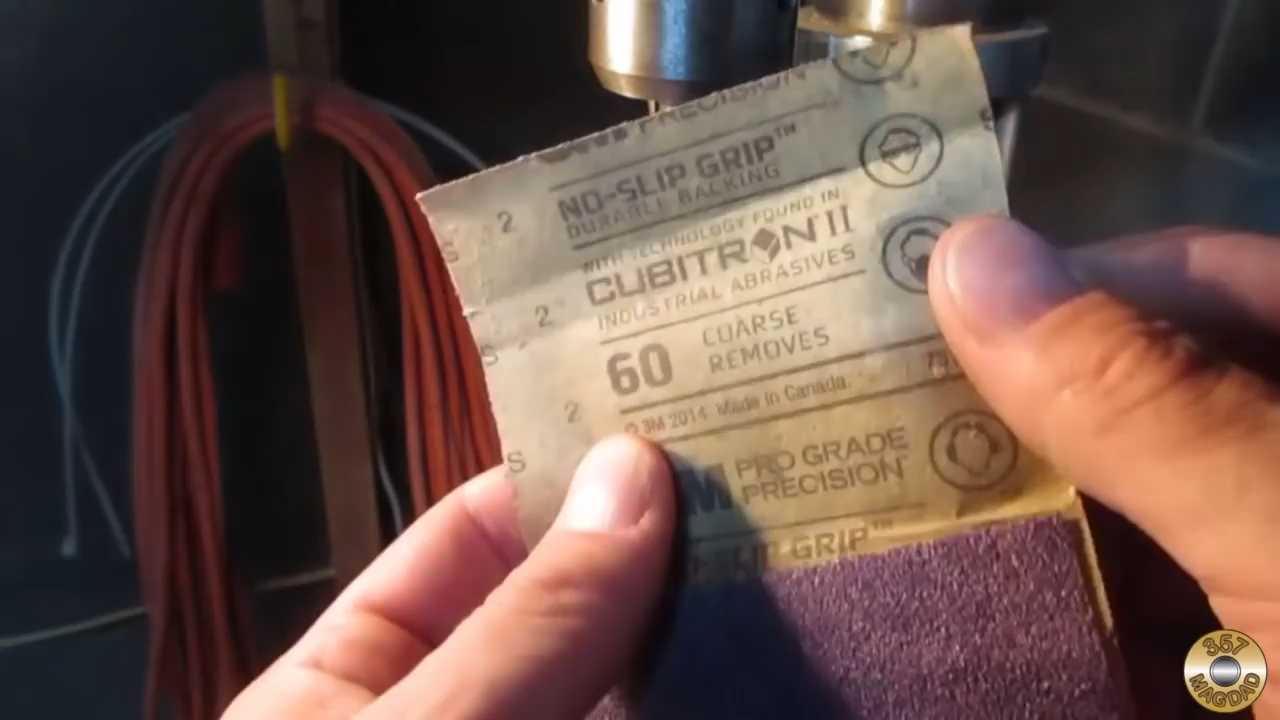 PRECISION
NO-SLIP GRIP™
DURABLE BACKING
WITH TECHNOLOGY FOUND IN:
CUBITRON II
INDUSTRIAL ABRASIVES
60 COARSE
REMOVES
© 3M 2014 Made in Canada.
M PRO GRADE
PRECISION™
SLIP GRIP™
2
2
2
S
S
S
S
357
MAGDAD